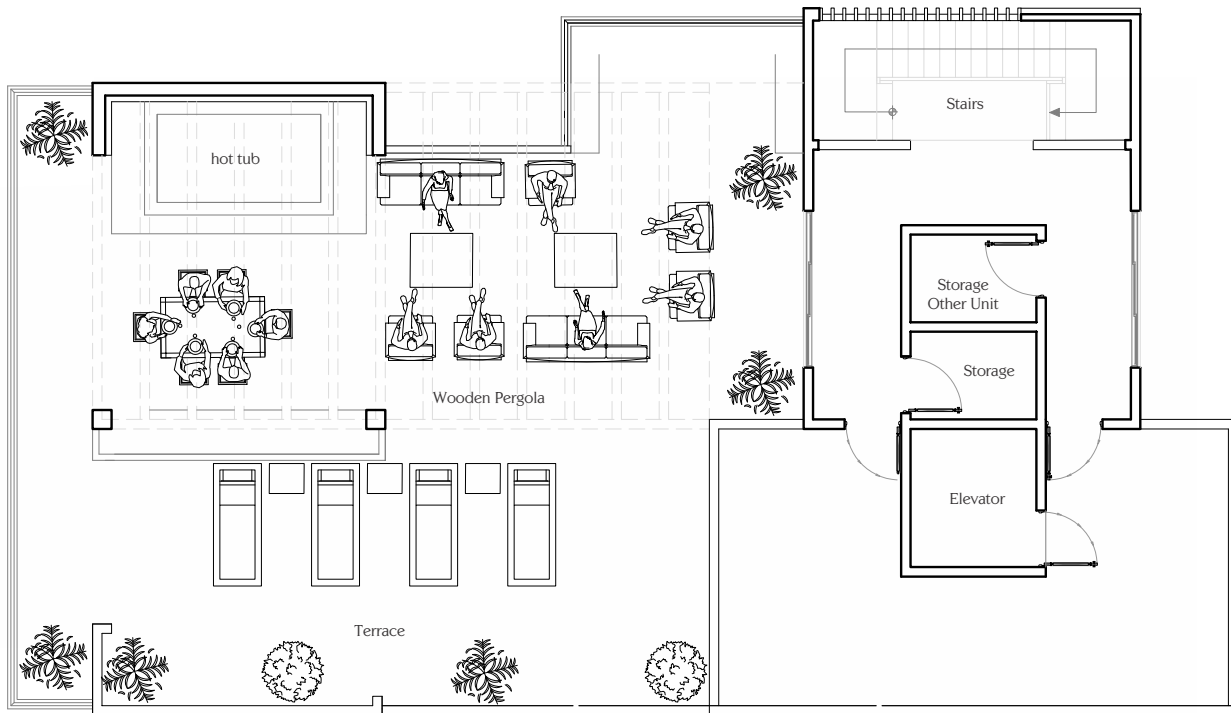 Stairs
hot tub
Storage
Other Unit
Storage
Wooden Pergola
Elevator
Terrace